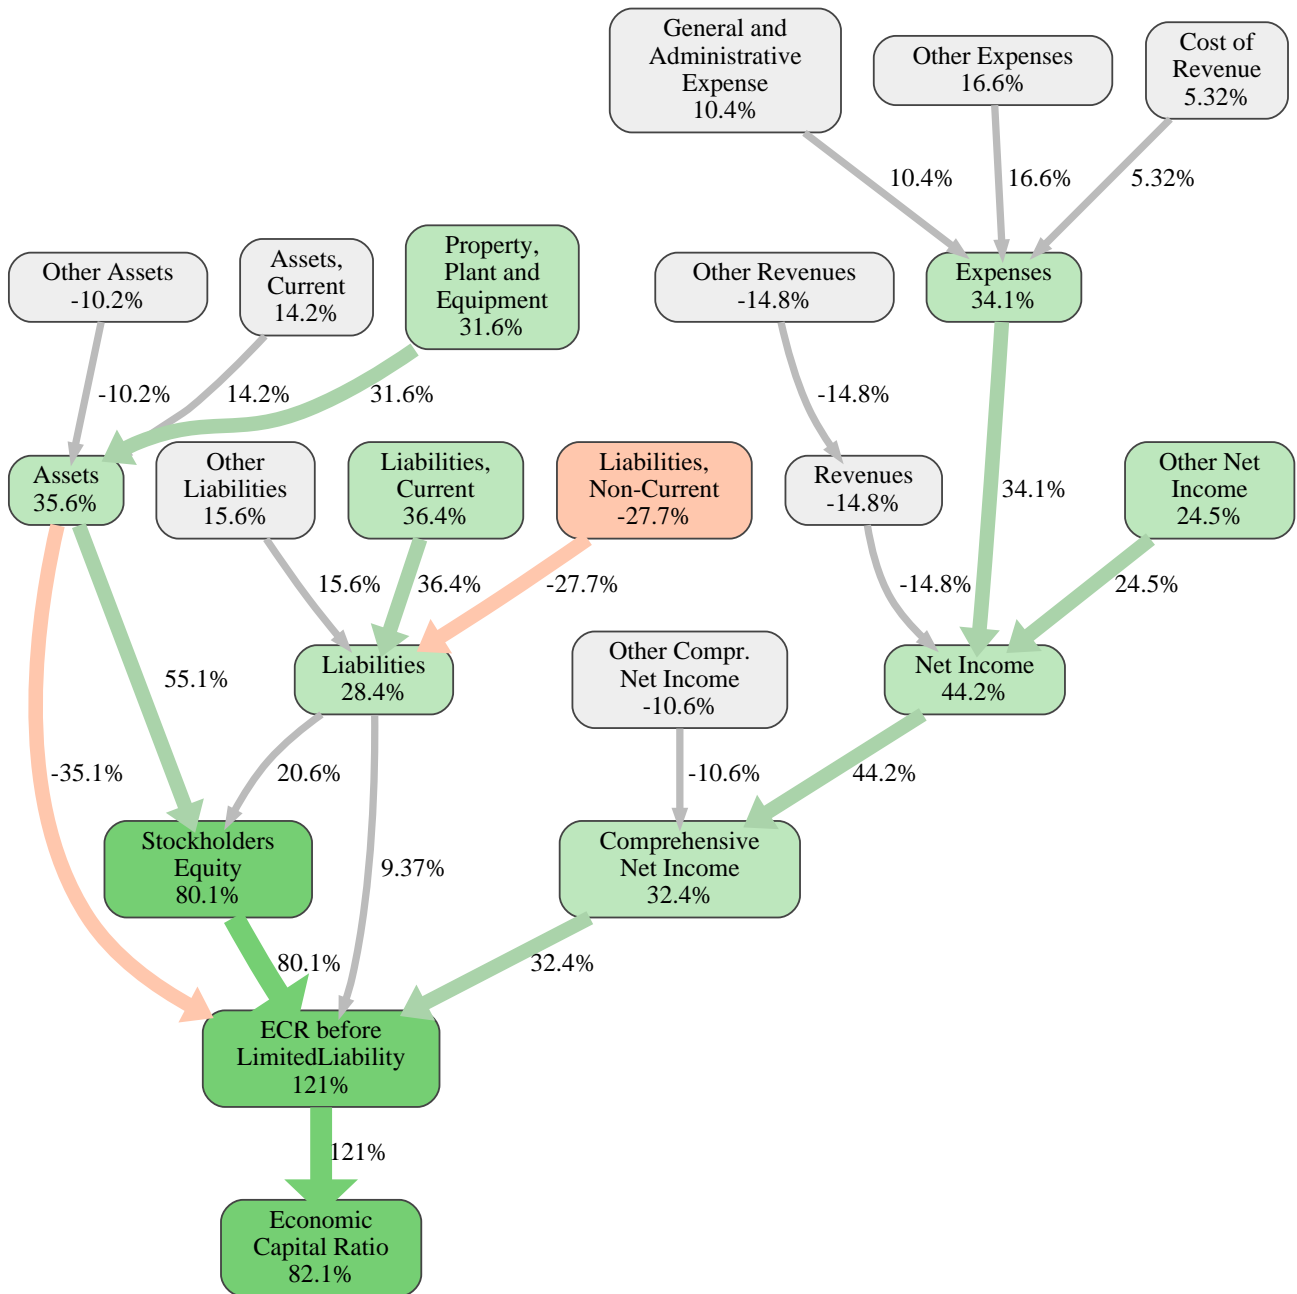 General and
Administrative
Expense
10.4%
Other Expenses
16.6%
Cost of
Revenue
5.32%
10.4%
16.6%
5.32%
Other Assets
-10.2%
Assets,
Current
14.2%
Property,
Plant and
Equipment
31.6%
Other Revenues
-14.8%
Expenses
34.1%
-10.2%
14.2%
31.6%
-14.8%
Assets
35.6%
Other
Liabilities
15.6%
Liabilities,
Current
36.4%
Liabilities,
Non-Current
-27.7%
Revenues
-14.8%
34.1%
Other Net
Income
24.5%
15.6%
36.4%
-27.7%
-14.8%
24.5%
55.1%
Liabilities
28.4%
Other Compr.
Net Income
-10.6%
Net Income
44.2%
-35.1%
20.6%
-10.6%
44.2%
Stockholders
Equity
80.1%
9.37%
Comprehensive
Net Income
32.4%
80.1%
32.4%
ECR before
LimitedLiability
121%
121%
Economic
Capital Ratio
82.1%